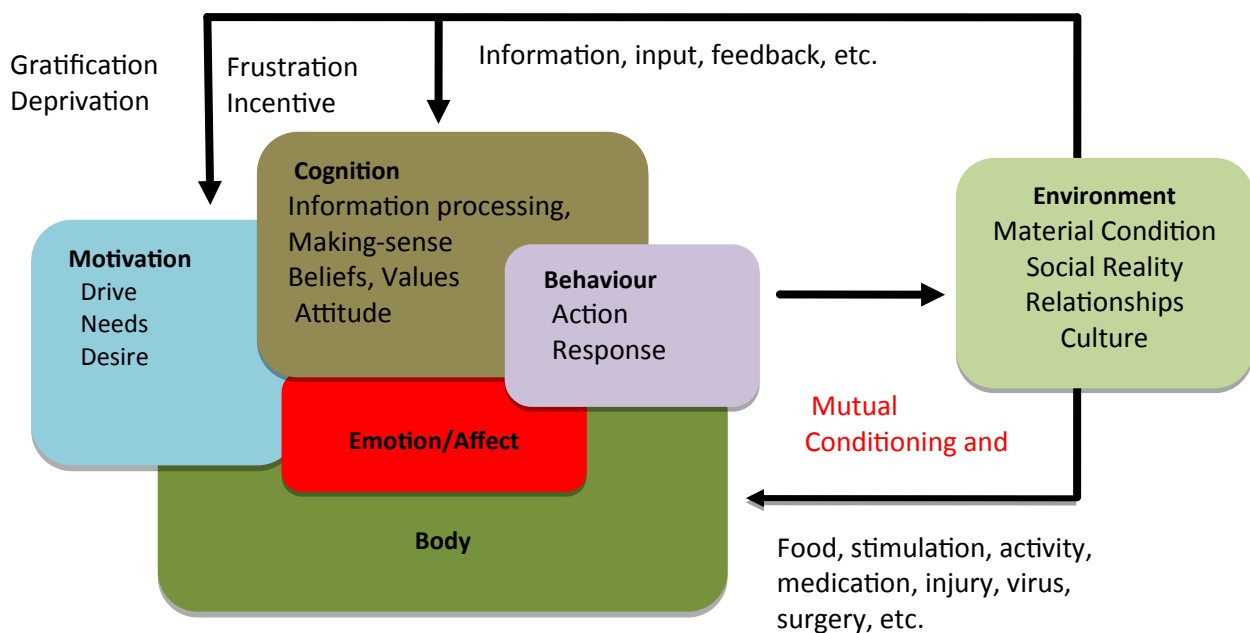 Gratification
Deprivation
Frustration
Incentive
Information, input, feedback, etc.
Cognition
Information processing,
Making-sense
Beliefs, Values
Attitude
Motivation
Drive
Needs
Desire
Behaviour
Action
Response
Environment
Material Condition
Social Reality
Relationships
Culture
Emotion/Affect
Mutual
Conditioning and
Body
Food, stimulation, activity,
medication, injury, virus,
surgery, etc.